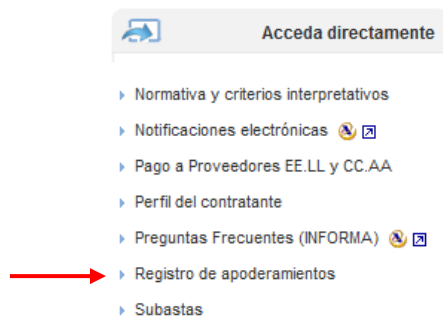 Acceda directamente
Normativa y criterios interpretativos
Notificaciones electrónicas
Pago a Proveedores EE.LL y CC.AA
Perfil del contratante
Preguntas Frecuentes (INFORMA)
Registro de apoderamientos
Subastas